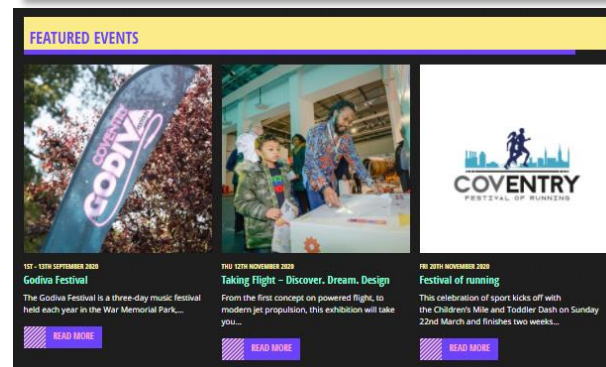 FEATURED EVENTS
COVENTRY
GODIVA
COVENTRY
FESTIVAL OF RUNNING
1ST - 13TH SEPTEMBER 2020
Godiva Festival
The Godiva Festival is a three-day music festival
held each year in the War Memorial Park,...
READ MORE
THU 12TH NOVEMBER 2020
Taking Flight – Discover. Dream. Design
From the first concept on powered flight, to
modern jet propulsion, this exhibition will take
you...
READ MORE
FRI 20TH NOVEMBER 2020
Festival of running
This celebration of sport kicks off with
the Children's Mile and Toddler Dash on Sunday
22nd March and finishes two weeks...
READ MORE